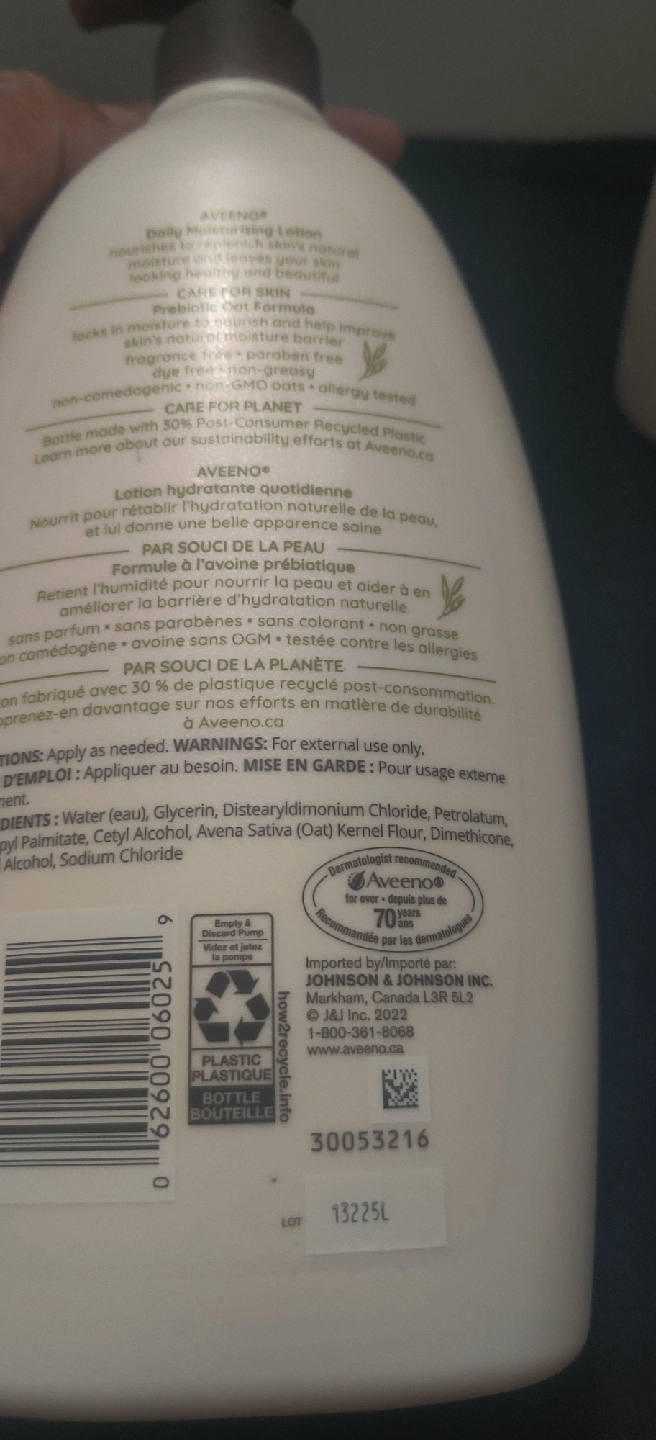 AVEENO®
Daily Moisturizing Lotion
nourishes to replenish skin's natural
moisture and leaves your skin
looking healthy and beautiful
CARE FOR SKIN
Prebiotic Oat Formula
locks in moisture to nourish and help improve
skin's natural moisture barrier
fragrance free • paraben free
dye free • non-greasy
non-comedogenic • non-GMO oats • allergy tested
CARE FOR PLANET
Bottle made with 30% Post-Consumer Recycled Plastic
Learn more about our sustainability efforts at Aveeno.ca
AVEENO®
Lotion hydratante quotidienne
Nourrit pour rétablir l'hydratation naturelle de la peau,
et lui donne une belle apparence saine
PAR SOUCI DE LA PEAU
Formule à l'avoine prébiotique
Retient l'humidité pour nourrir la peau et aider à en
améliorer la barrière d'hydratation naturelle
sans parfum • sans parabènes • sans colorant • non grasse
on comédogène • avoine sans OGM • testée contre les allergies
PAR SOUCI DE LA PLANÈTE
on fabriqué avec 30 % de plastique recyclé post-consommation.
pprenez-en davantage sur nos efforts en matière de durabilité
à Aveeno.ca
TIONS: Apply as needed. WARNINGS: For external use only.
D'EMPLOI : Appliquer au besoin. MISE EN GARDE : Pour usage externe
ment.
DIENTS : Water (eau), Glycerin, Distearyldimonium Chloride, Petrolatum,
pyl Palmitate, Cetyl Alcohol, Avena Sativa (Oat) Kernel Flour, Dimethicone,
Alcohol, Sodium Chloride
Dermatologist recommended
Aveeno®
for over • depuis plus de
70 years
ans
Recommandée par les dermatologues
Empty &
Discard Pump
Videz et jetez
la pompe
PLASTIC
PLASTIQUE
BOTTLE
BOUTEILLE
how2recycle.info
Imported by/Importé par:
JOHNSON & JOHNSON INC.
Markham, Canada L3R 5L2
© J&J Inc. 2022
1-800-361-8068
www.aveeno.ca
30053216
LOT 13225L
0 62600 06025 9